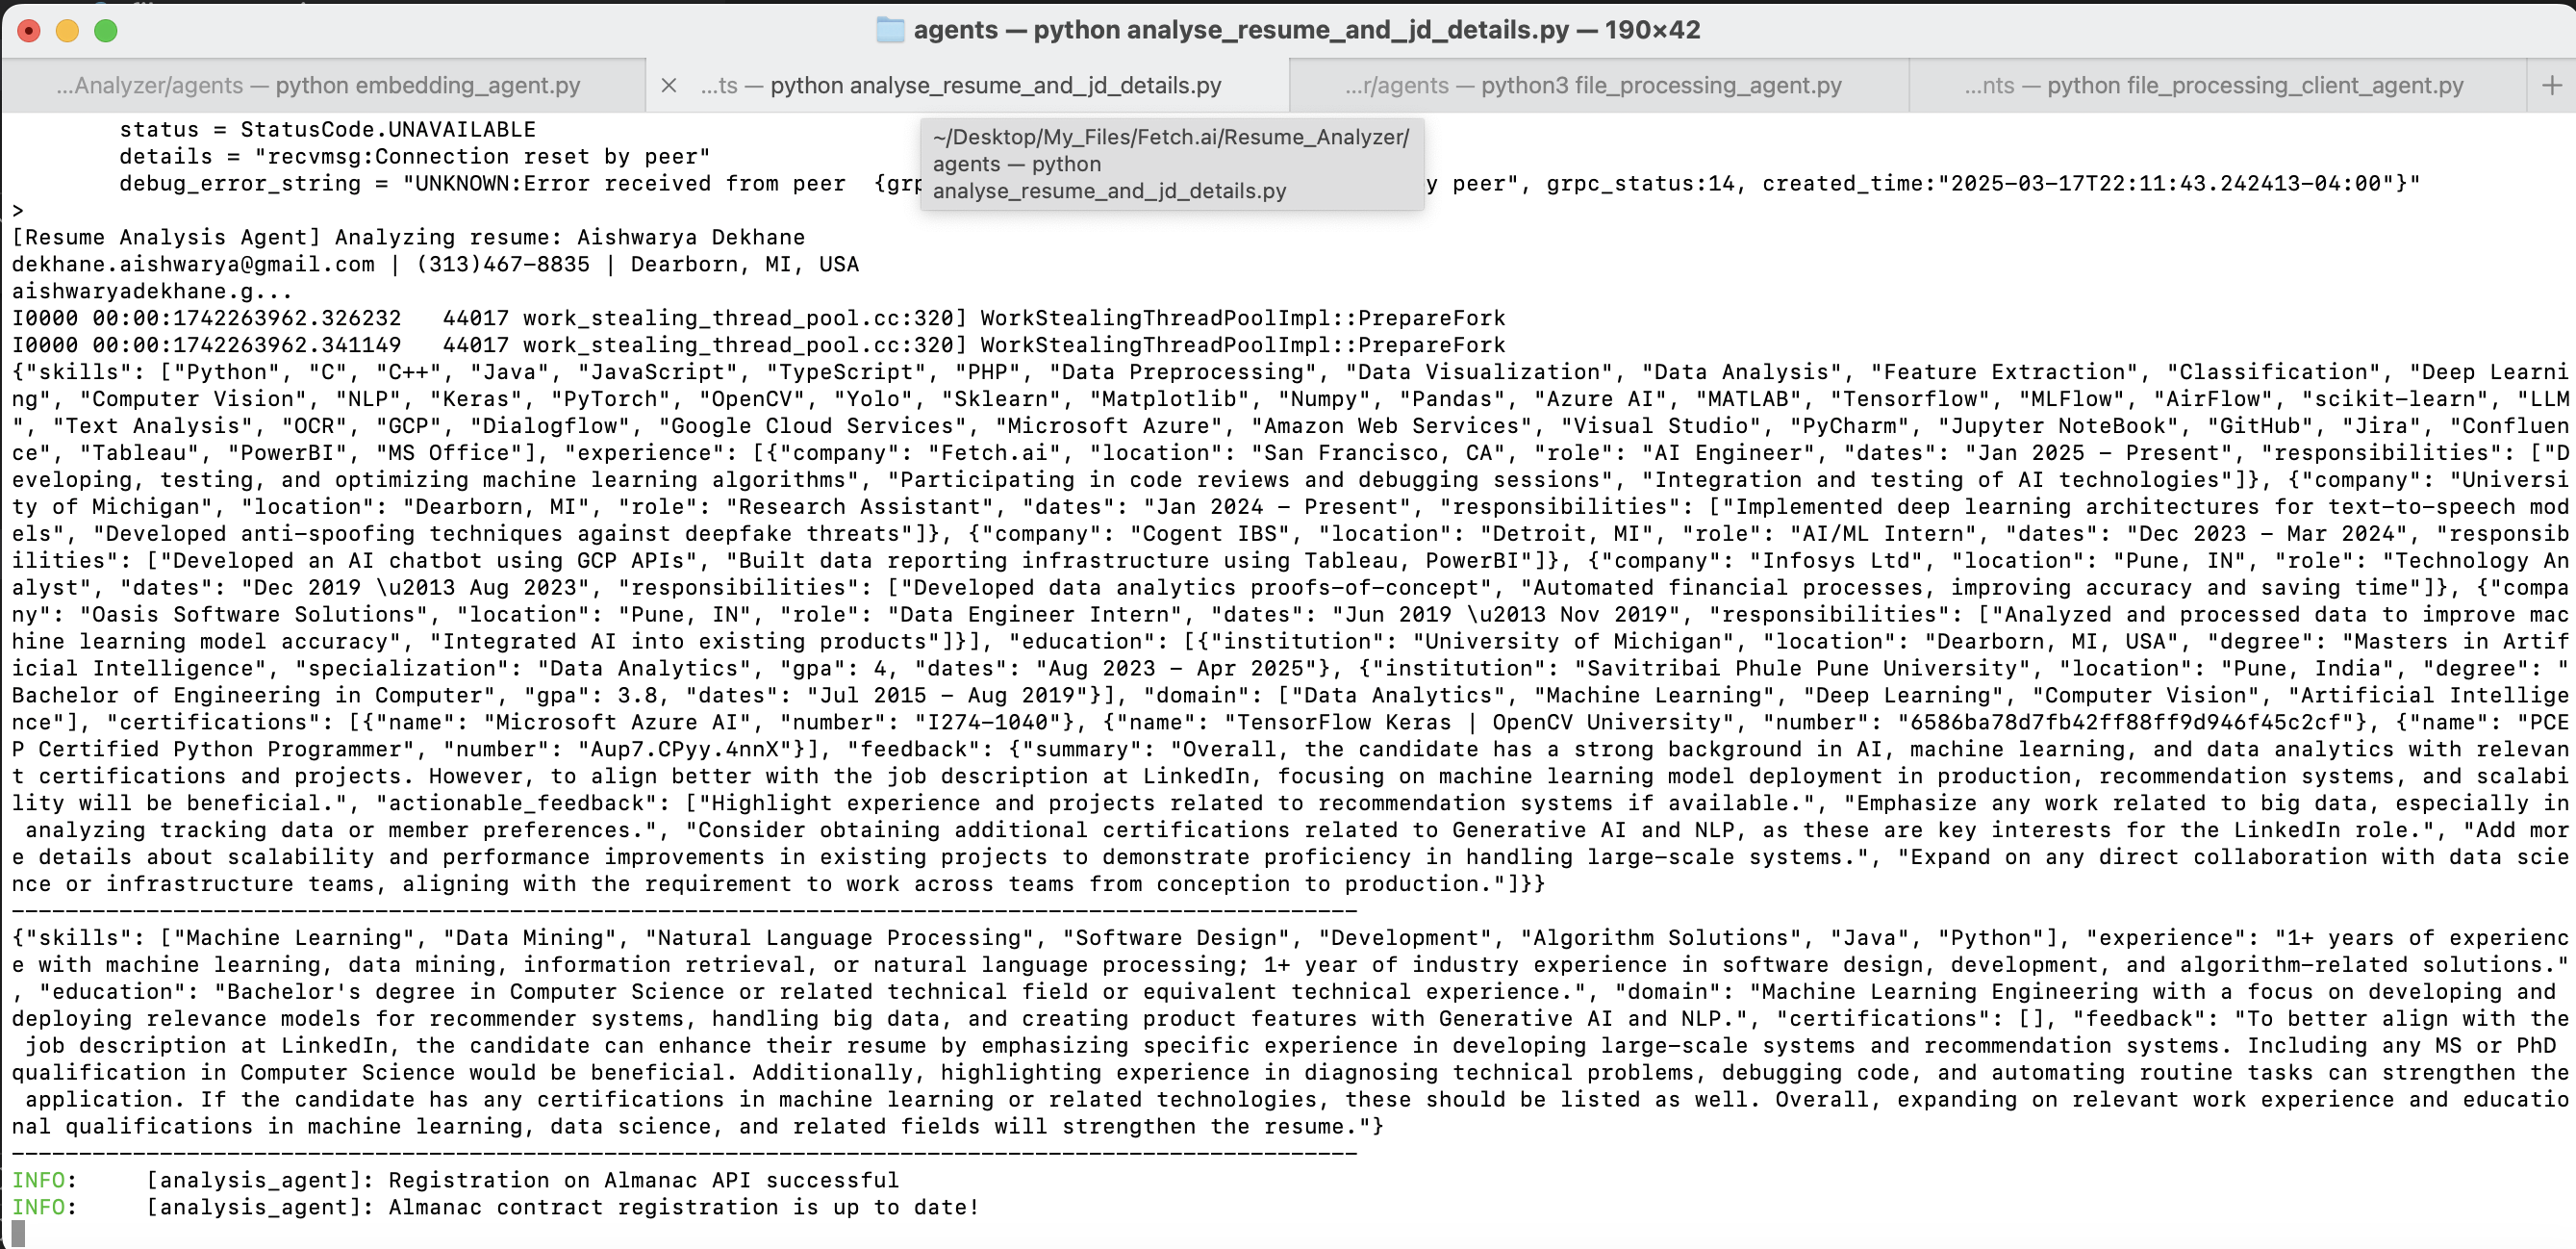 agents — python analyse_resume_and_jd_details.py — 190×42
...Analyzer/agents — python embedding_agent.py
...ts — python analyse_resume_and_jd_details.py
...r/agents — python3 file_processing_agent.py
...nts — python file_processing_client_agent.py
status = StatusCode.UNAVAILABLE
details = "recvmsg:Connection reset by peer"
debug_error_string = "UNKNOWN:Error received from peer  {grp y peer", grpc_status:14, created_time:"2025-03-17T22:11:43.242413-04:00"}"
~/Desktop/My_Files/Fetch.ai/Resume_Analyzer/
agents — python
analyse_resume_and_jd_details.py
>
[Resume Analysis Agent] Analyzing resume: Aishwarya Dekhane
dekhane.aishwarya@gmail.com | (313)467-8835 | Dearborn, MI, USA
aishwaryadekhane.g...
I0000 00:00:1742263962.326232   44017 work_stealing_thread_pool.cc:320] WorkStealingThreadPoolImpl::PrepareFork
I0000 00:00:1742263962.341149   44017 work_stealing_thread_pool.cc:320] WorkStealingThreadPoolImpl::PrepareFork
{"skills": ["Python", "C", "C++", "Java", "JavaScript", "TypeScript", "PHP", "Data Preprocessing", "Data Visualization", "Data Analysis", "Feature Extraction", "Classification", "Deep Learni
ng", "Computer Vision", "NLP", "Keras", "PyTorch", "OpenCV", "Yolo", "Sklearn", "Matplotlib", "Numpy", "Pandas", "Azure AI", "MATLAB", "Tensorflow", "MLFlow", "AirFlow", "scikit-learn", "LLM
", "Text Analysis", "OCR", "GCP", "Dialogflow", "Google Cloud Services", "Microsoft Azure", "Amazon Web Services", "Visual Studio", "PyCharm", "Jupyter NoteBook", "GitHub", "Jira", "Confluen
ce", "Tableau", "PowerBI", "MS Office"], "experience": [{"company": "Fetch.ai", "location": "San Francisco, CA", "role": "AI Engineer", "dates": "Jan 2025 – Present", "responsibilities": ["D
eveloping, testing, and optimizing machine learning algorithms", "Participating in code reviews and debugging sessions", "Integration and testing of AI technologies"]}, {"company": "Universi
ty of Michigan", "location": "Dearborn, MI", "role": "Research Assistant", "dates": "Jan 2024 – Present", "responsibilities": ["Implemented deep learning architectures for text-to-speech mod
els", "Developed anti-spoofing techniques against deepfake threats"]}, {"company": "Cogent IBS", "location": "Detroit, MI", "role": "AI/ML Intern", "dates": "Dec 2023 – Mar 2024", "responsib
ilities": ["Developed an AI chatbot using GCP APIs", "Built data reporting infrastructure using Tableau, PowerBI"]}, {"company": "Infosys Ltd", "location": "Pune, IN", "role": "Technology An
alyst", "dates": "Dec 2019 \u2013 Aug 2023", "responsibilities": ["Developed data analytics proofs-of-concept", "Automated financial processes, improving accuracy and saving time"]}, {"compa
ny": "Oasis Software Solutions", "location": "Pune, IN", "role": "Data Engineer Intern", "dates": "Jun 2019 \u2013 Nov 2019", "responsibilities": ["Analyzed and processed data to improve mac
hine learning model accuracy", "Integrated AI into existing products"]}], "education": [{"institution": "University of Michigan", "location": "Dearborn, MI, USA", "degree": "Masters in Artif
icial Intelligence", "specialization": "Data Analytics", "gpa": 4, "dates": "Aug 2023 – Apr 2025"}, {"institution": "Savitribai Phule Pune University", "location": "Pune, India", "degree": "
Bachelor of Engineering in Computer", "gpa": 3.8, "dates": "Jul 2015 – Aug 2019"}], "domain": ["Data Analytics", "Machine Learning", "Deep Learning", "Computer Vision", "Artificial Intellige
nce"], "certifications": [{"name": "Microsoft Azure AI", "number": "I274-1040"}, {"name": "TensorFlow Keras | OpenCV University", "number": "6586ba78d7fb42ff88ff9d946f45c2cf"}, {"name": "PCE
P Certified Python Programmer", "number": "Aup7.CPyy.4nnX"}], "feedback": {"summary": "Overall, the candidate has a strong background in AI, machine learning, and data analytics with relevan
t certifications and projects. However, to align better with the job description at LinkedIn, focusing on machine learning model deployment in production, recommendation systems, and scalabi
lity will be beneficial.", "actionable_feedback": ["Highlight experience and projects related to recommendation systems if available.", "Emphasize any work related to big data, especially in
 analyzing tracking data or member preferences.", "Consider obtaining additional certifications related to Generative AI and NLP, as these are key interests for the LinkedIn role.", "Add mor
e details about scalability and performance improvements in existing projects to demonstrate proficiency in handling large-scale systems.", "Expand on any direct collaboration with data scie
nce or infrastructure teams, aligning with the requirement to work across teams from conception to production."]}}
----------------------------------------------------------------------------------------------------
{"skills": ["Machine Learning", "Data Mining", "Natural Language Processing", "Software Design", "Development", "Algorithm Solutions", "Java", "Python"], "experience": "1+ years of experienc
e with machine learning, data mining, information retrieval, or natural language processing; 1+ year of industry experience in software design, development, and algorithm-related solutions."
, "education": "Bachelor's degree in Computer Science or related technical field or equivalent technical experience.", "domain": "Machine Learning Engineering with a focus on developing and
deploying relevance models for recommender systems, handling big data, and creating product features with Generative AI and NLP.", "certifications": [], "feedback": "To better align with the
 job description at LinkedIn, the candidate can enhance their resume by emphasizing specific experience in developing large-scale systems and recommendation systems. Including any MS or PhD
qualification in Computer Science would be beneficial. Additionally, highlighting experience in diagnosing technical problems, debugging code, and automating routine tasks can strengthen the
 application. If the candidate has any certifications in machine learning or related technologies, these should be listed as well. Overall, expanding on relevant work experience and educatio
nal qualifications in machine learning, data science, and related fields will strengthen the resume."}
----------------------------------------------------------------------------------------------------
INFO:     [analysis_agent]: Registration on Almanac API successful
INFO:     [analysis_agent]: Almanac contract registration is up to date!